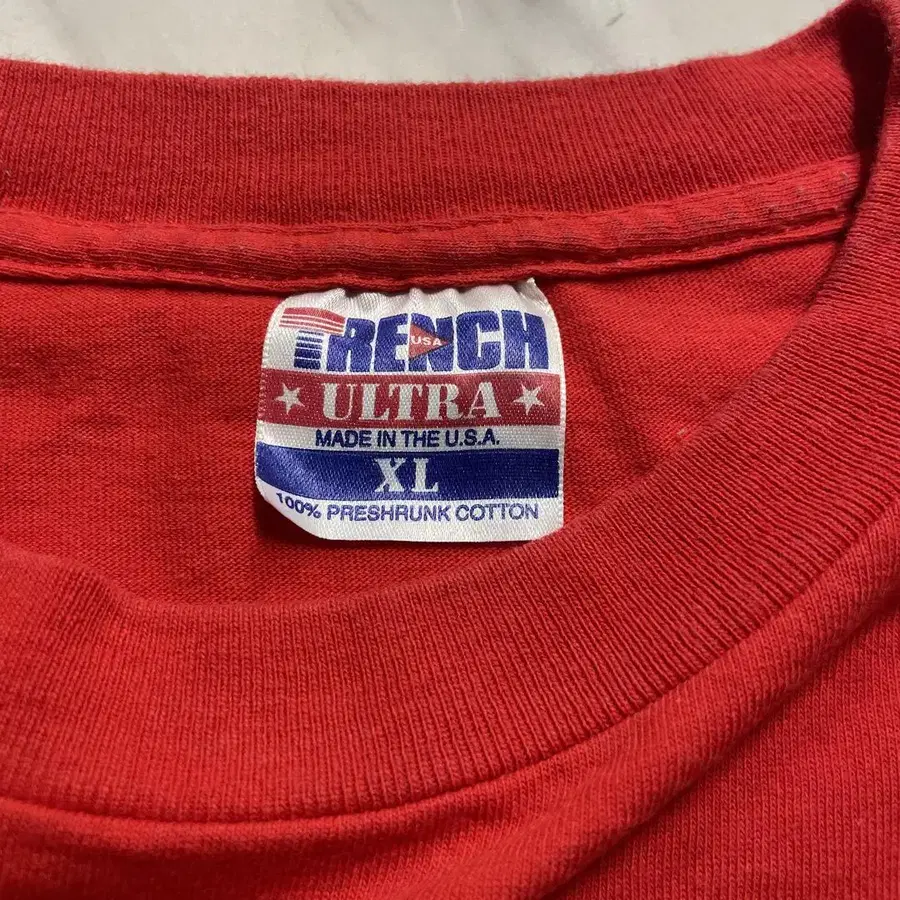 TRENCH
USA
ULTRA
MADE IN THE U.S.A.
XL
100% PRESHRUNK COTTON